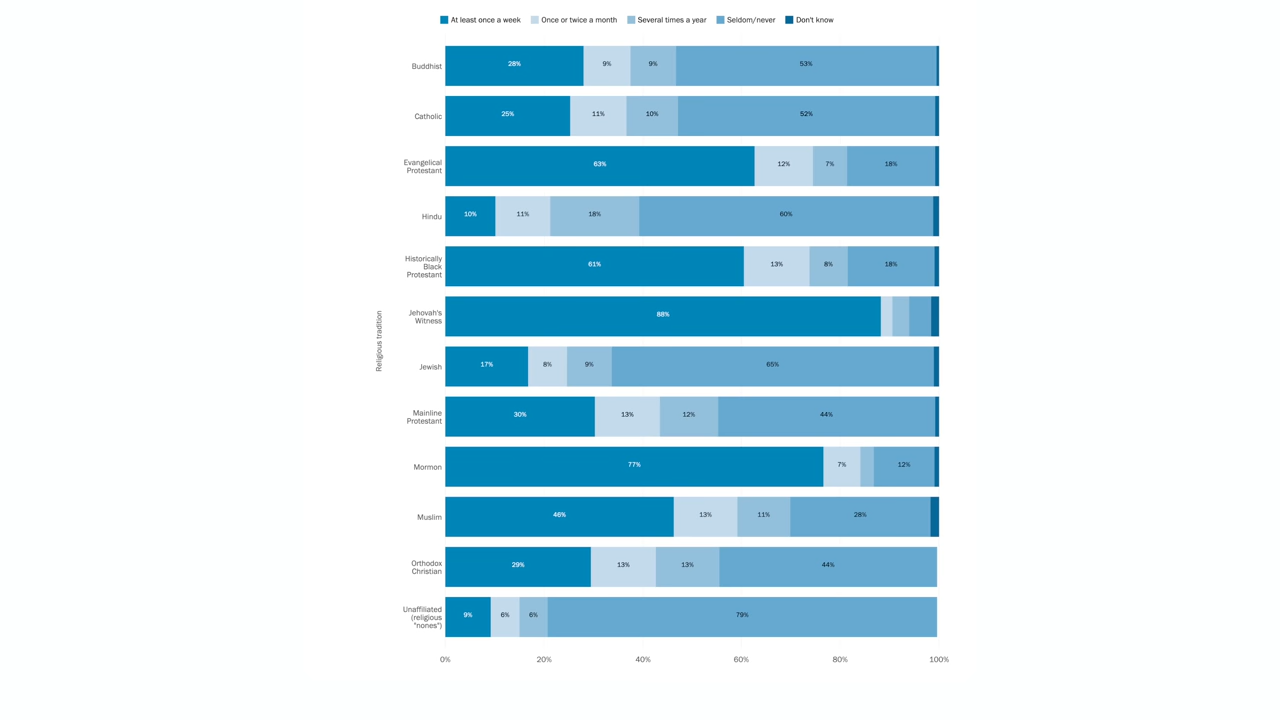 At least once a week Once or twice a month Several times a year Seldom/never Don't know
Religious tradition
Buddhist 28% 9% 9% 53%
Catholic 25% 11% 10% 52%
Evangelical
Protestant 63% 12% 7% 18%
Hindu 10% 11% 18% 60%
Historically
Black
Protestant 61% 13% 8% 18%
Jehovah's
Witness 88%
Jewish 17% 8% 9% 65%
Mainline
Protestant 30% 13% 12% 44%
Mormon 77% 7% 12%
Muslim 46% 13% 11% 28%
Orthodox
Christian 29% 13% 13% 44%
Unaffiliated
(religious
"nones") 9% 6% 6% 79%
0% 20% 40% 60% 80% 100%